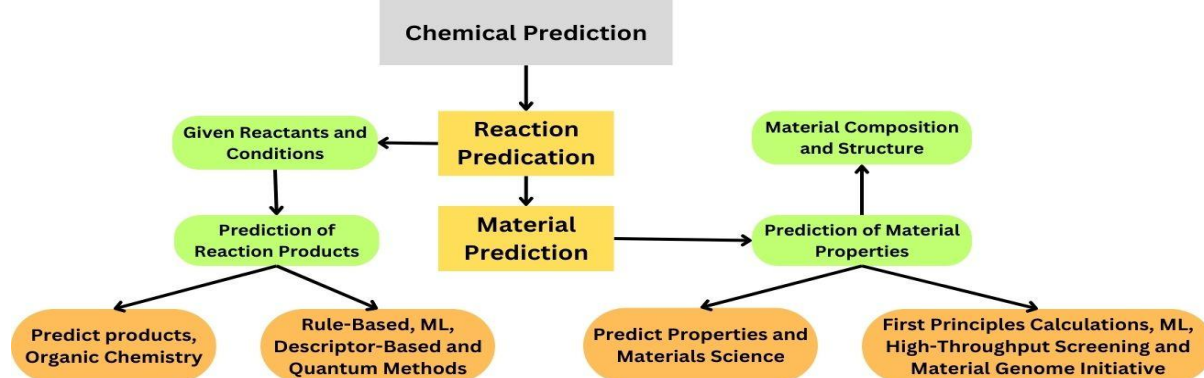 Chemical Prediction
Reaction
Predication
Given Reactants and
Conditions
Material Composition
and Structure
Material
Prediction
Prediction of
Reaction Products
Prediction of Material
Properties
Predict products,
Organic Chemistry
Rule-Based, ML,
Descriptor-Based and
Quantum Methods
Predict Properties and
Materials Science
First Principles Calculations, ML,
High-Throughput Screening and
Material Genome Initiative